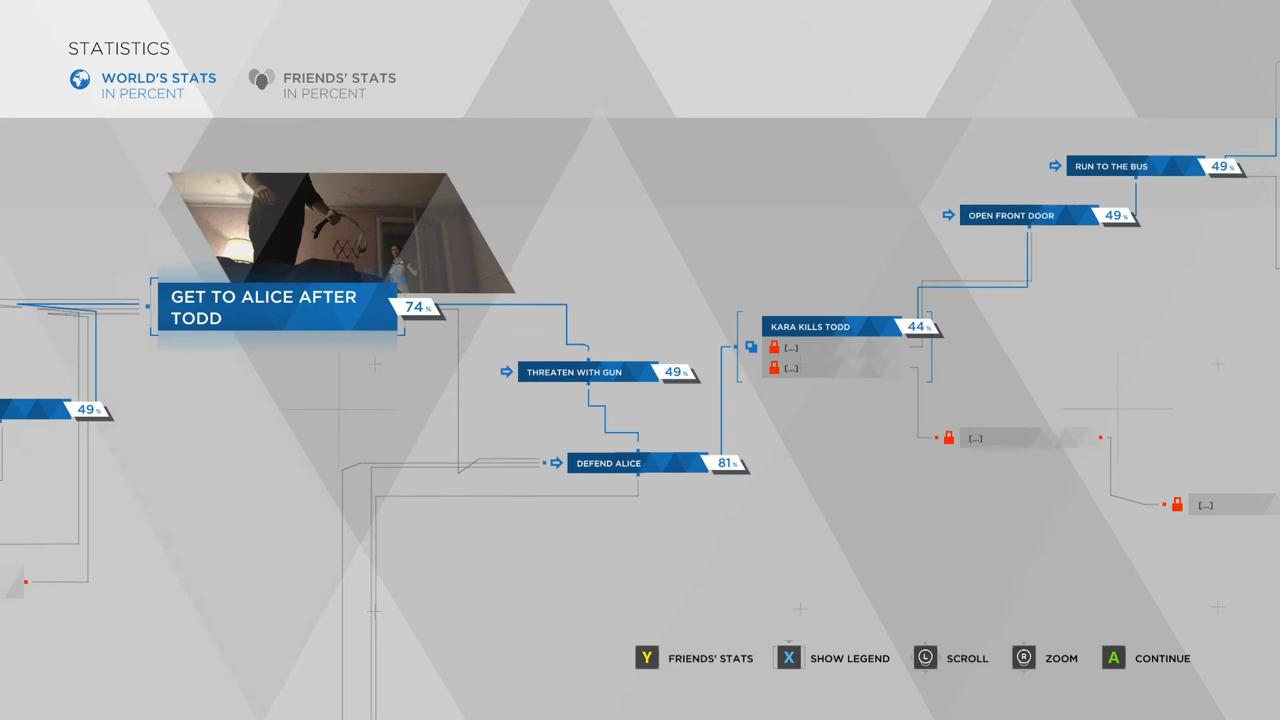 STATISTICS
WORLD'S STATS
IN PERCENT
FRIENDS' STATS
IN PERCENT
RUN TO THE BUS 49%
OPEN FRONT DOOR 49%
GET TO ALICE AFTER
TODD
74%
KARA KILLS TODD 44%
[...]
[...]
THREATEN WITH GUN 49%
49%
[...]
DEFEND ALICE 81%
[...]
Y FRIENDS' STATS
X SHOW LEGEND
L SCROLL
R ZOOM
A CONTINUE